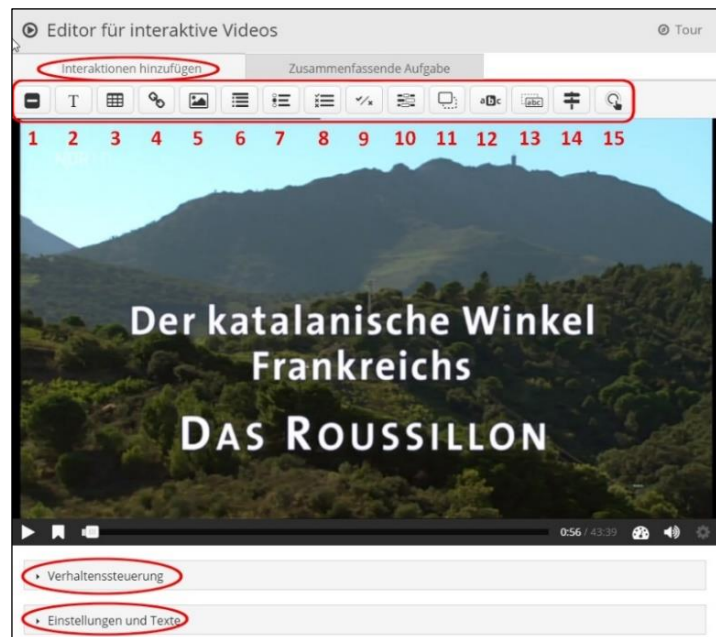 Editor für interaktive Videos
Tour
Interaktionen hinzufügen
Zusammenfassende Aufgabe
T
aBc
abc
1 2 3 4 5 6 7 8 9 10 11 12 13 14 15
Der katalanische Winkel
Frankreichs
DAS ROUSSILLON
0:56 / 43:39
Verhaltenssteuerung
Einstellungen und Texte